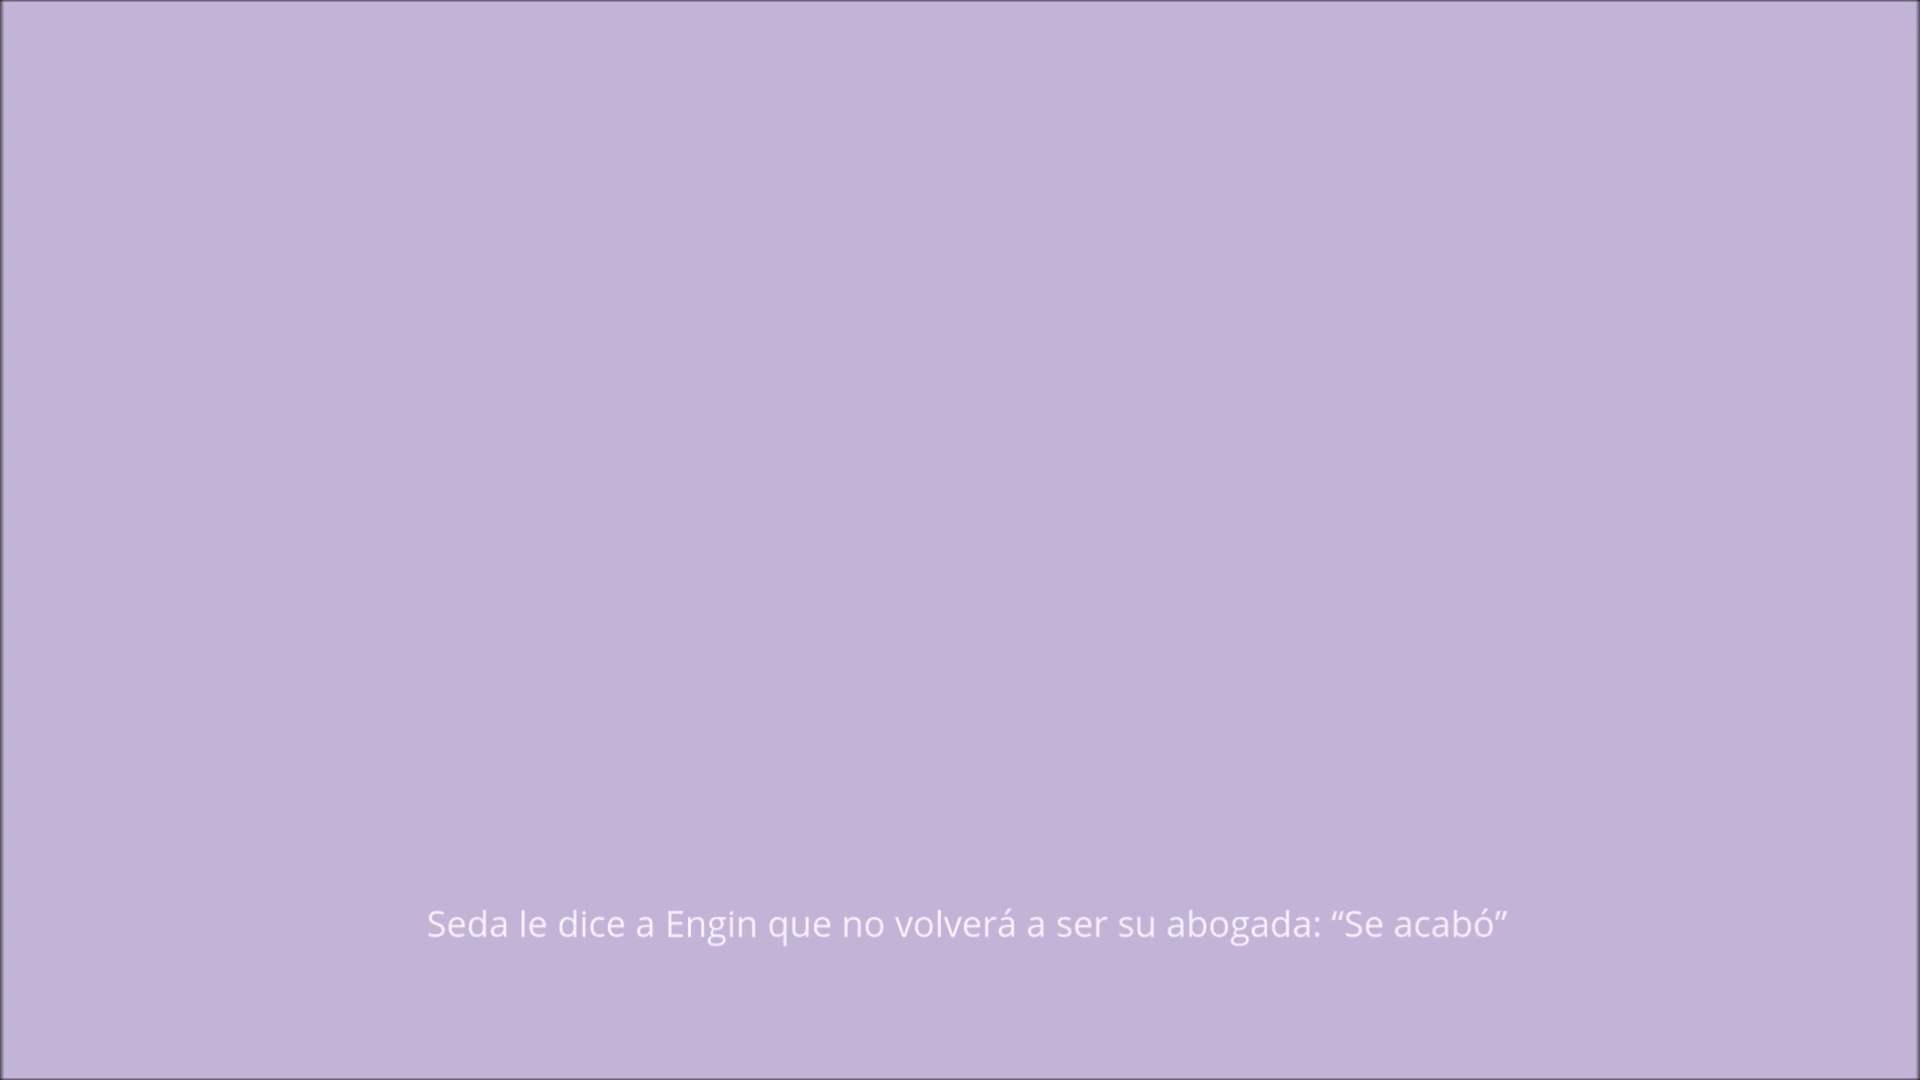 Seda le dice a Engin que no volverá a ser su abogada: “Se acabó”